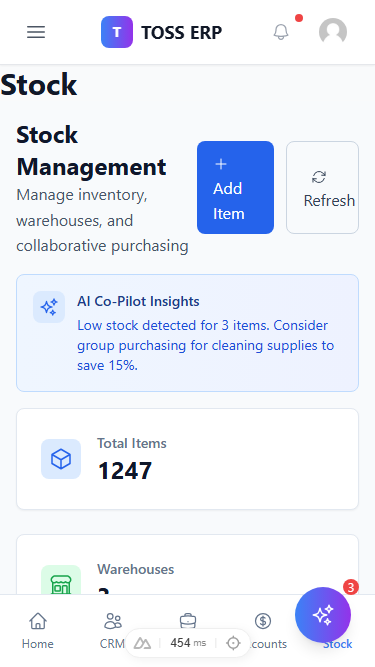 T TOSS ERP
Stock
Stock
Management
Manage inventory,
warehouses, and
collaborative purchasing
Add
Item
Refresh
AI Co-Pilot Insights
Low stock detected for 3 items. Consider
group purchasing for cleaning supplies to
save 15%.
Total Items
1247
Warehouses
3
Home
CRM
454 ms
Stock